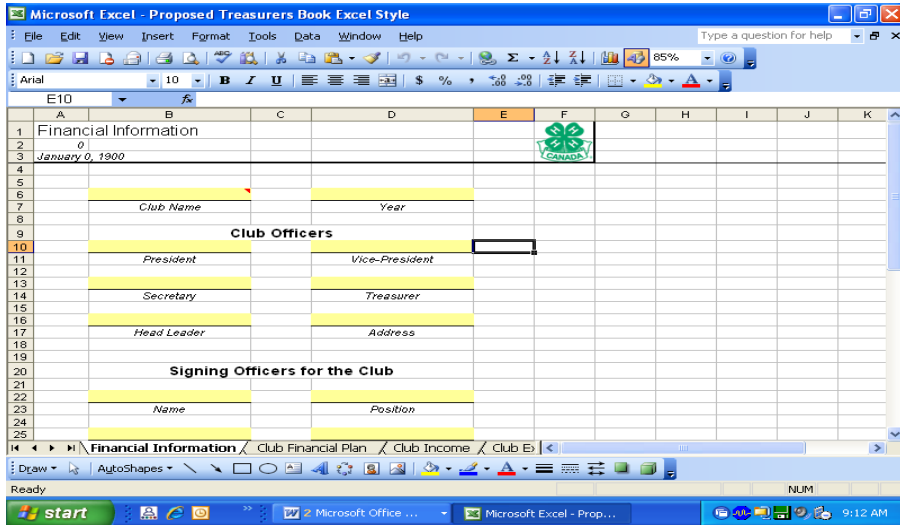 Microsoft Excel - Proposed Treasurers Book Excel Style
File Edit View Insert Format Tools Data Window Help Type a question for help
Σ 85%
Arial 10 B I U $ % , .00
E10 fx
A B C D E F G H I J K
1 Financial Information
2 0
3 January 0, 1900
CANADA
4
5
6
7 Club Name Year
8
9 Club Officers
10
11 President Vice-President
12
13
14 Secretary Treasurer
15
16
17 Head Leader Address
18
19
20 Signing Officers for the Club
21
22
23 Name Position
24
25
Financial Information Club Financial Plan Club Income Club Ex
Draw AutoShapes A
Ready NUM
start 2 Microsoft Office ... Microsoft Excel - Prop... 9:12 AM